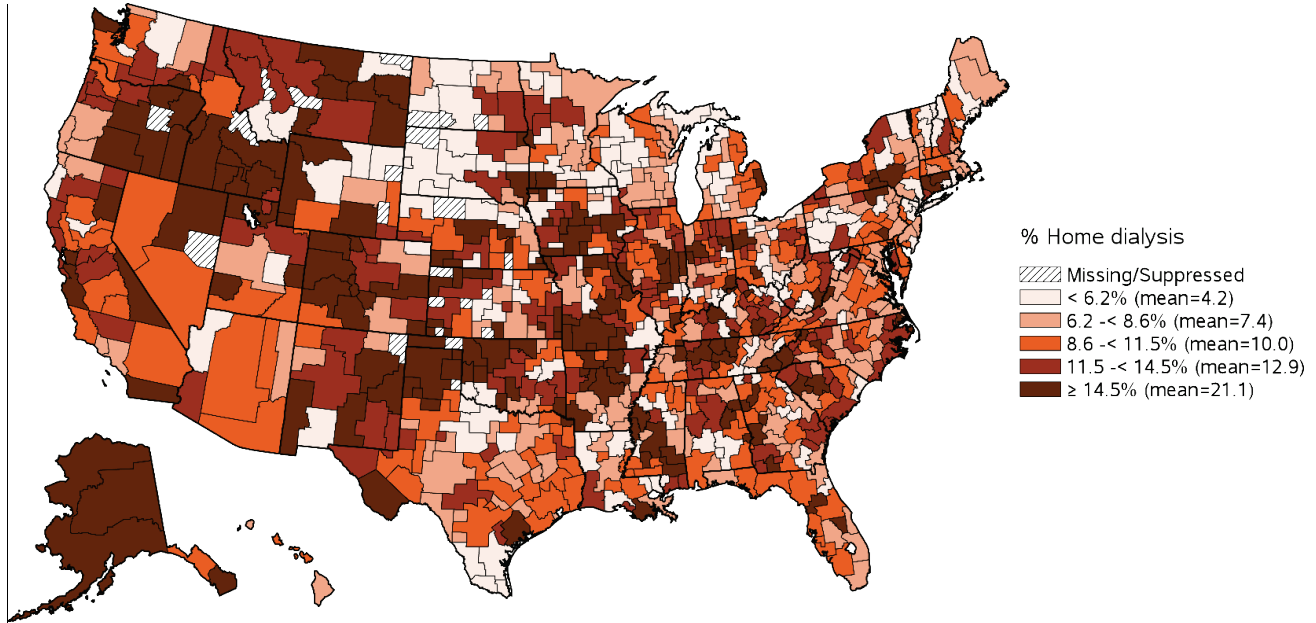 % Home dialysis
Missing/Suppressed
< 6.2% (mean=4.2)
6.2 -< 8.6% (mean=7.4)
8.6 -< 11.5% (mean=10.0)
11.5 -< 14.5% (mean=12.9)
≥ 14.5% (mean=21.1)